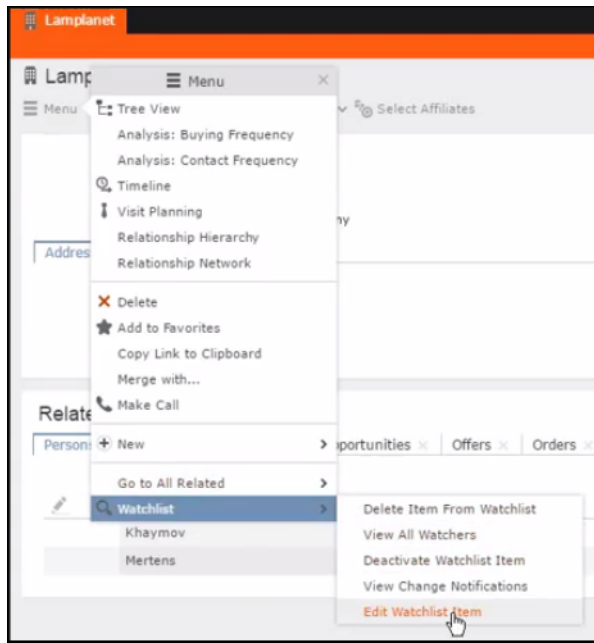 Lamplanet
Lamp
Menu
Menu
Select Affiliates
Tree View
Analysis: Buying Frequency
Analysis: Contact Frequency
Timeline
Visit Planning
Relationship Hierarchy
Relationship Network
Addres
Delete
Add to Favorites
Copy Link to Clipboard
Merge with...
Make Call
Relate
Person
New
portunities
Offers
Orders
Go to All Related
Watchlist
Khaymov
Mertens
Delete Item From Watchlist
View All Watchers
Deactivate Watchlist Item
View Change Notifications
Edit Watchlist Item